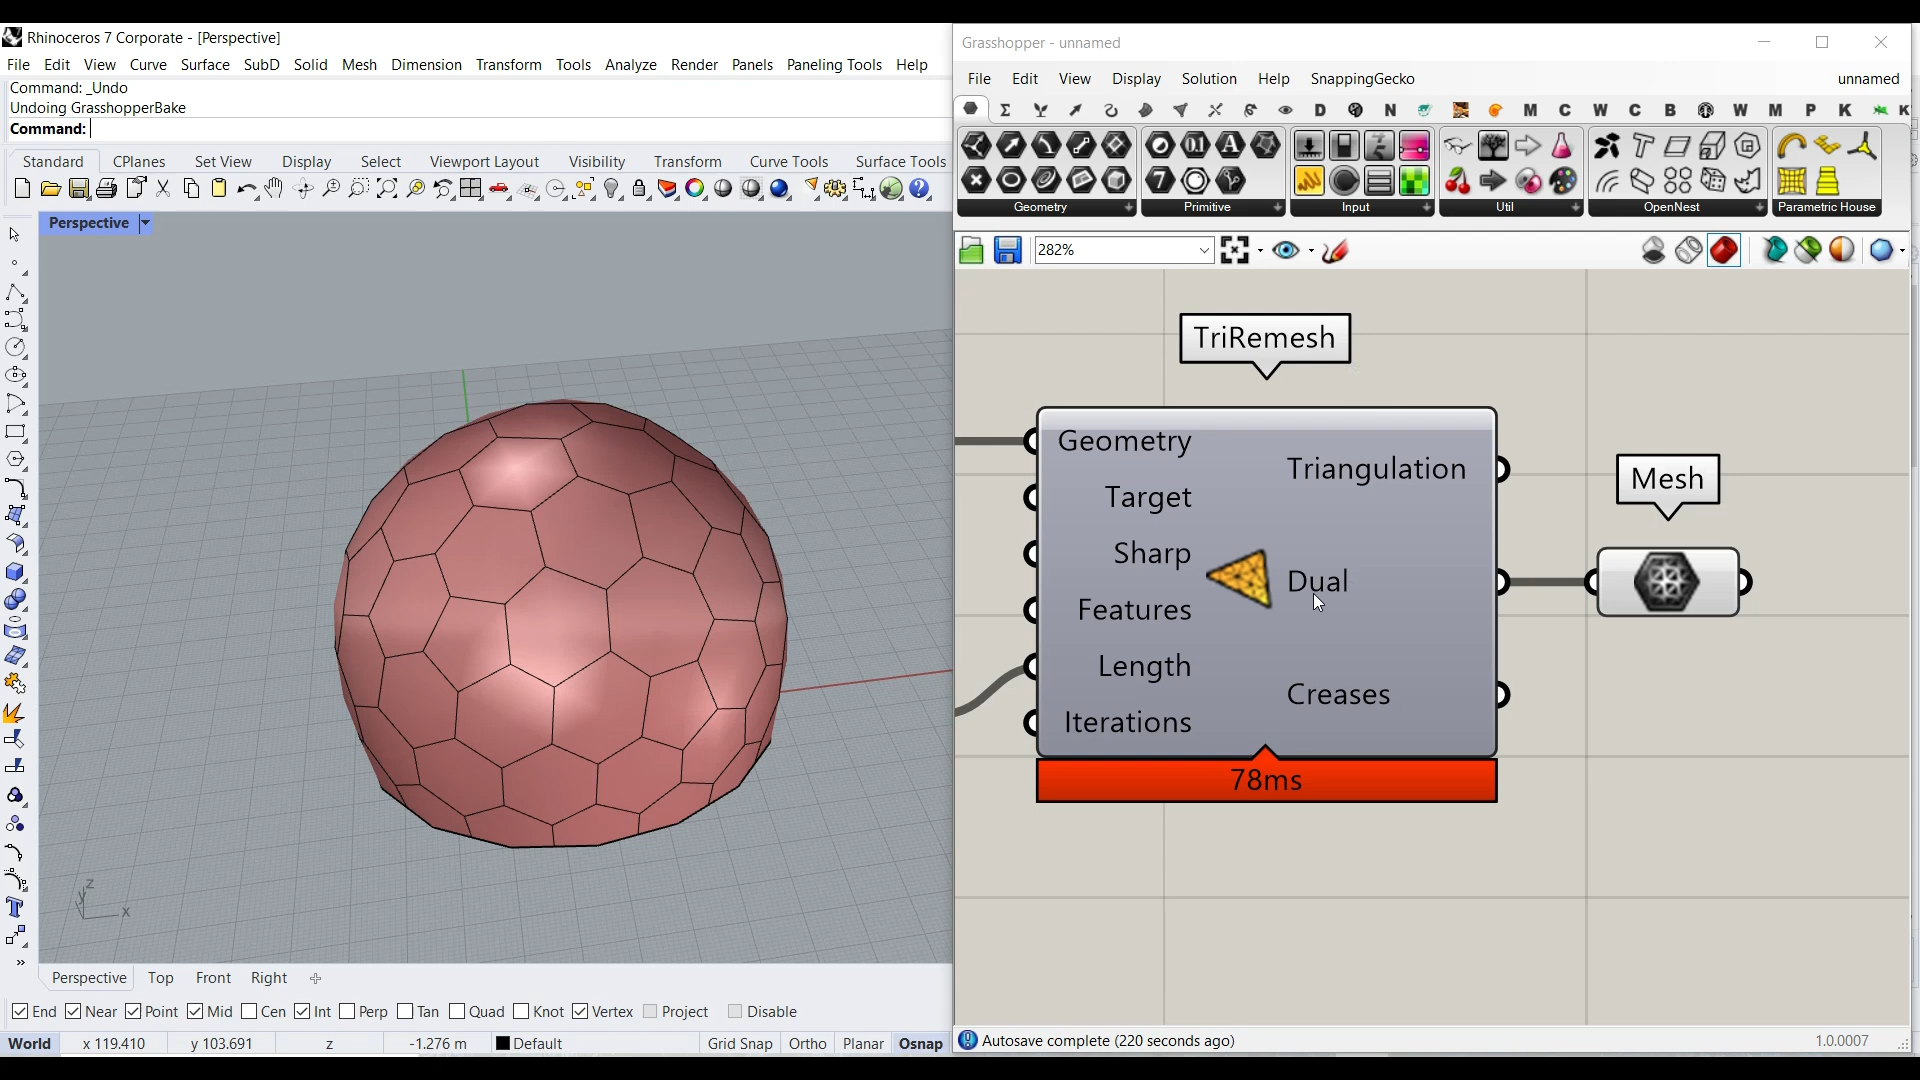 Rhinoceros 7 Corporate - [Perspective]
File Edit View Curve Surface SubD Solid Mesh Dimension Transform Tools Analyze Render Panels Paneling Tools Help
Command: _Undo
Undoing GrasshopperBake
Command:
Standard CPlanes Set View Display Select Viewport Layout Visibility Transform Curve Tools Surface Tools
Perspective
z
y
x
Perspective Top Front Right
End Near Point Mid Cen Int Perp Tan Quad Knot Vertex Project Disable
World x 119.410 y 103.691 z -1.276 m Default Grid Snap Ortho Planar Osnap
Grasshopper - unnamed
File Edit View Display Solution Help SnappingGecko unnamed
D N M C W C B W M P K K
Geometry Primitive Input Util OpenNest Parametric House
282%
TriRemesh
Geometry
Target
Sharp
Features
Length
Iterations
Triangulation
Dual
Creases
78ms
Mesh
Autosave complete (220 seconds ago) 1.0.0007